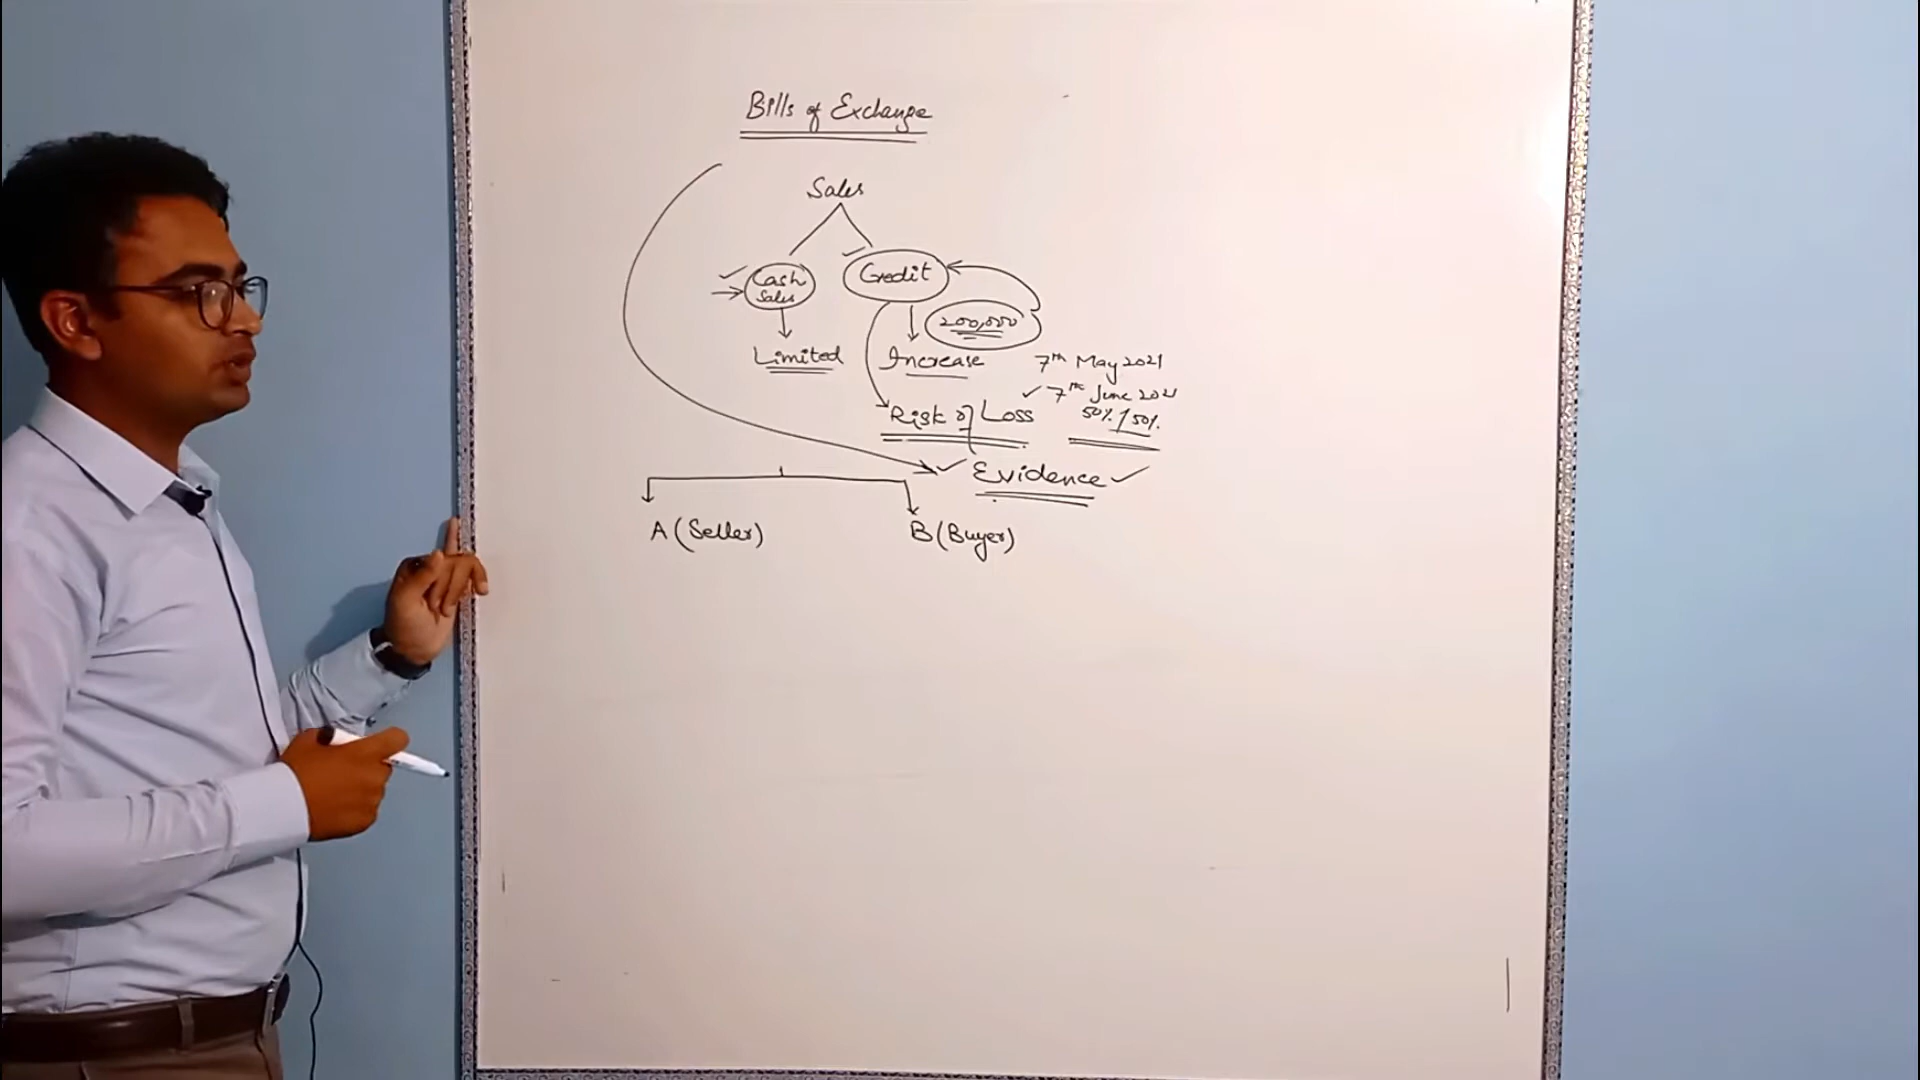 Bills of Exchange
Sales
Cash Sales
Credit
200,000
Limited
Increase
7th May 2021
7th June 2021
Risk of Loss
50% / 50%
Evidence
A (Seller)
B (Buyer)